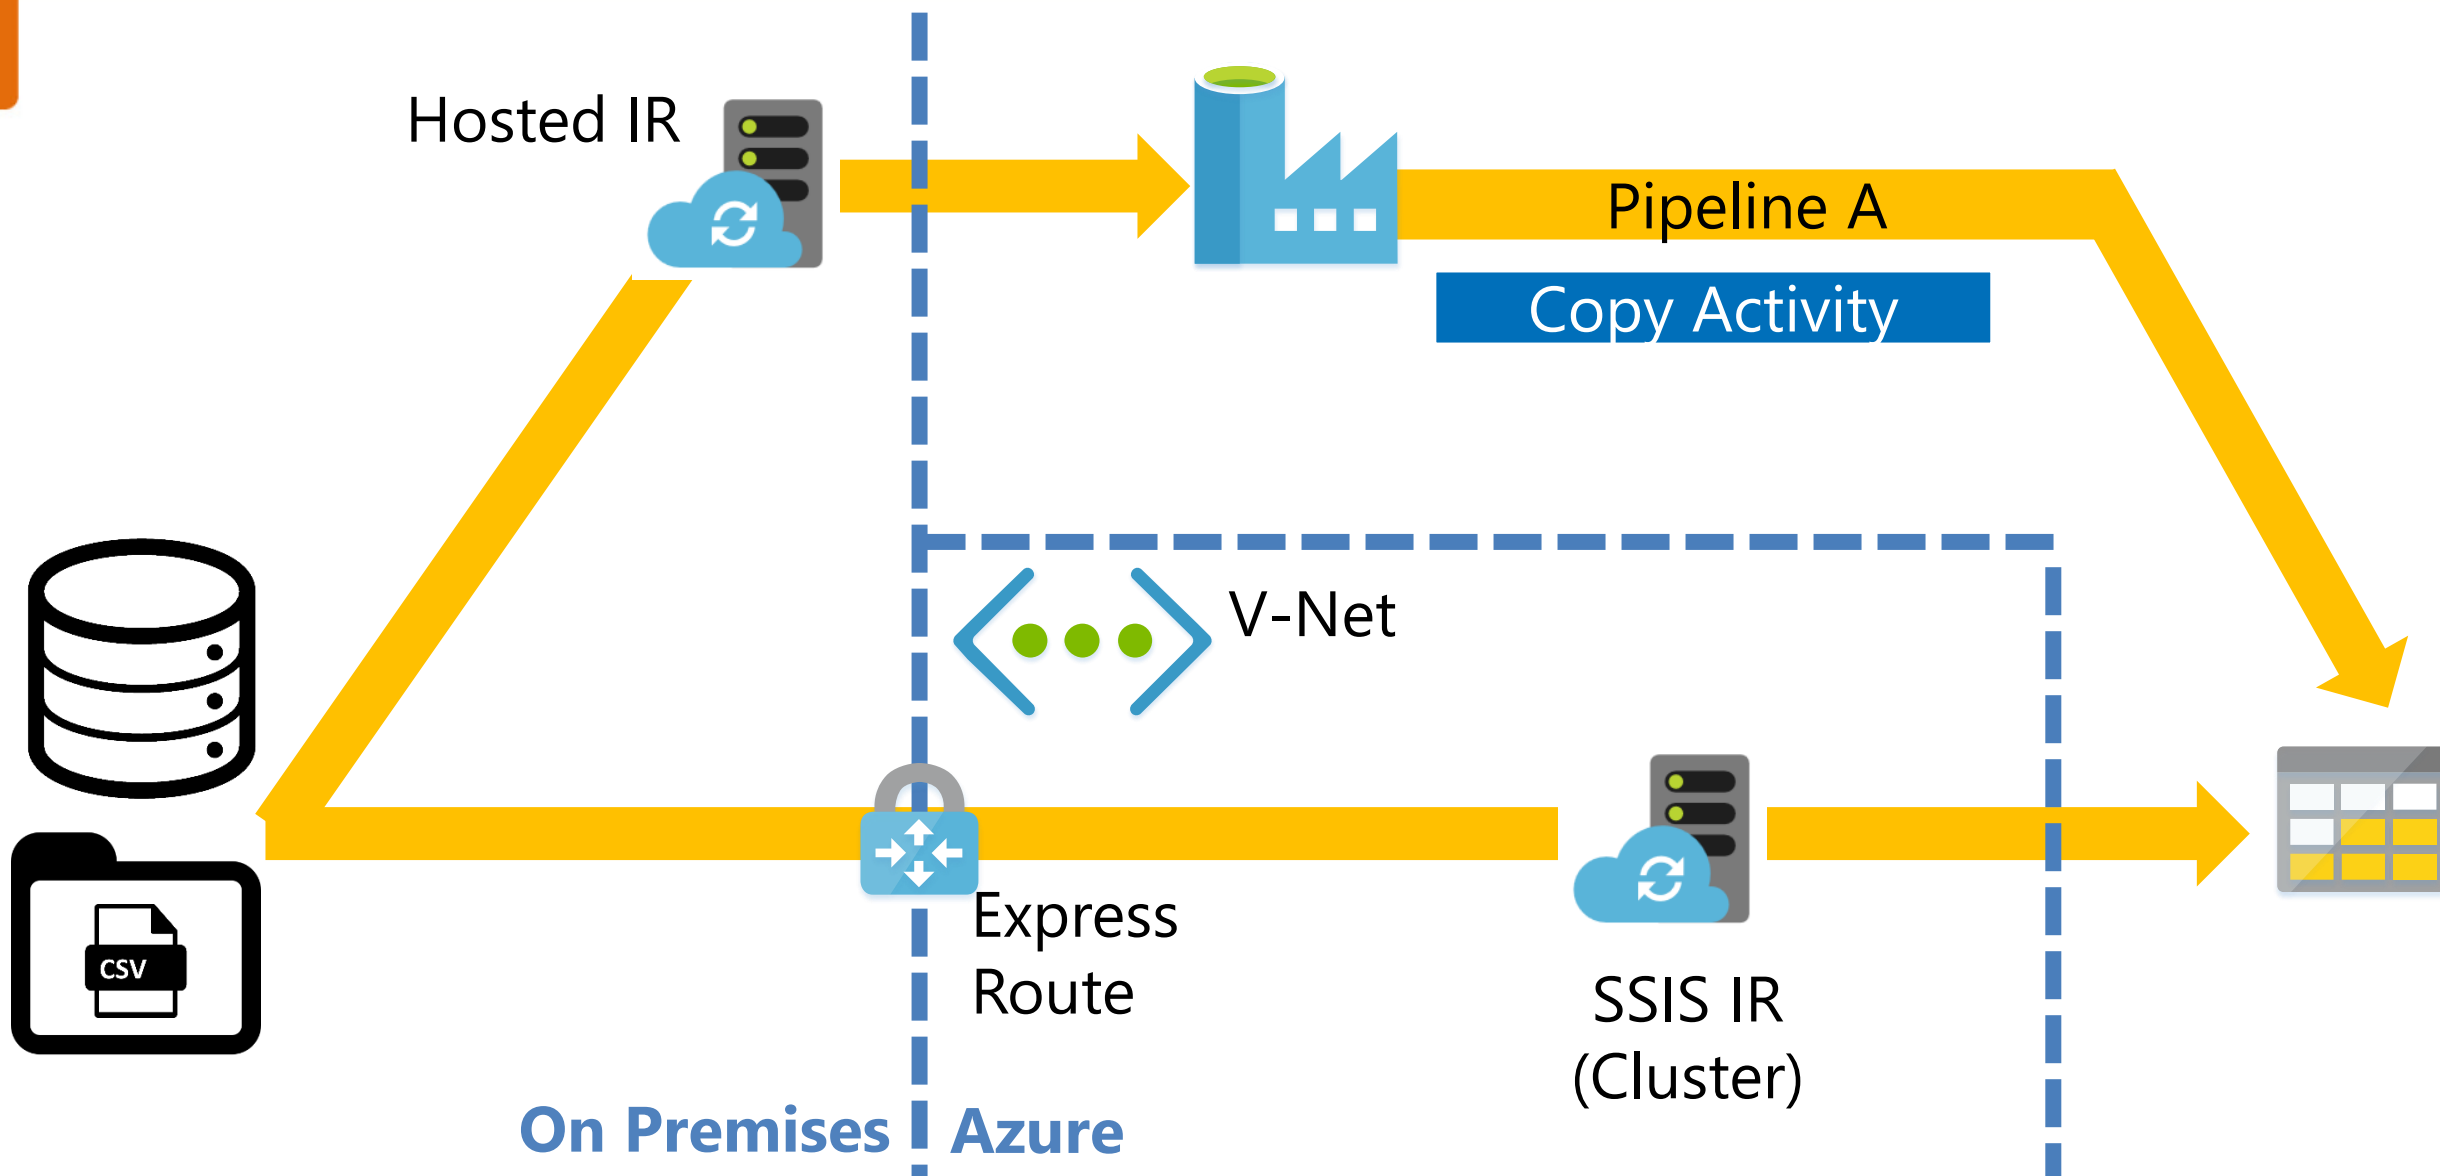 Hosted IR
Pipeline A
Copy Activity
V-Net
Express
Route
CSV
SSIS IR
(Cluster)
On Premises
Azure